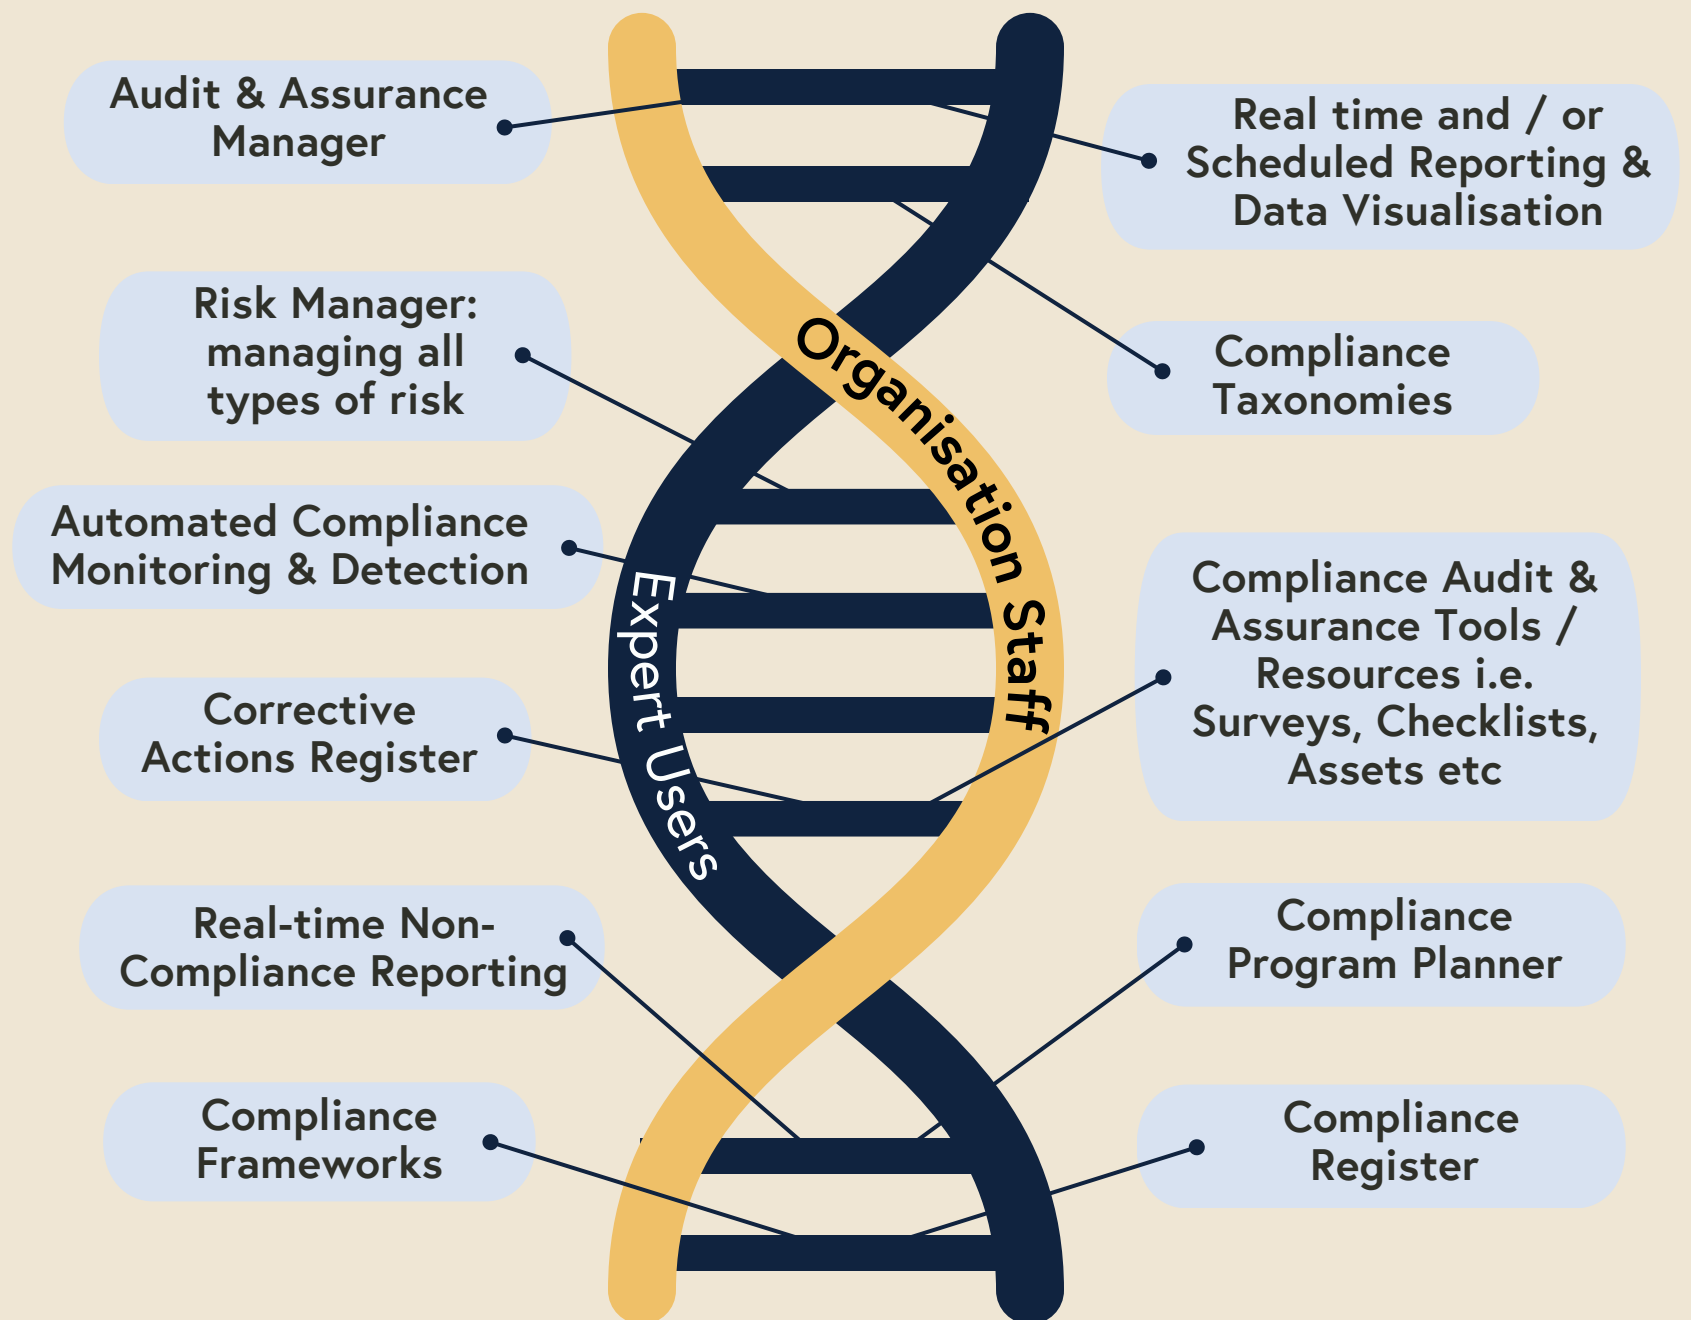 Audit & Assurance
Manager
Real time and / or
Scheduled Reporting &
Data Visualisation
Risk Manager:
managing all
types of risk
Compliance
Taxonomies
Organisation Staff
Automated Compliance
Monitoring & Detection
Expert Users
Compliance Audit &
Assurance Tools /
Resources i.e.
Surveys, Checklists,
Assets etc
Corrective
Actions Register
Real-time Non-
Compliance Reporting
Compliance
Program Planner
Compliance
Frameworks
Compliance
Register